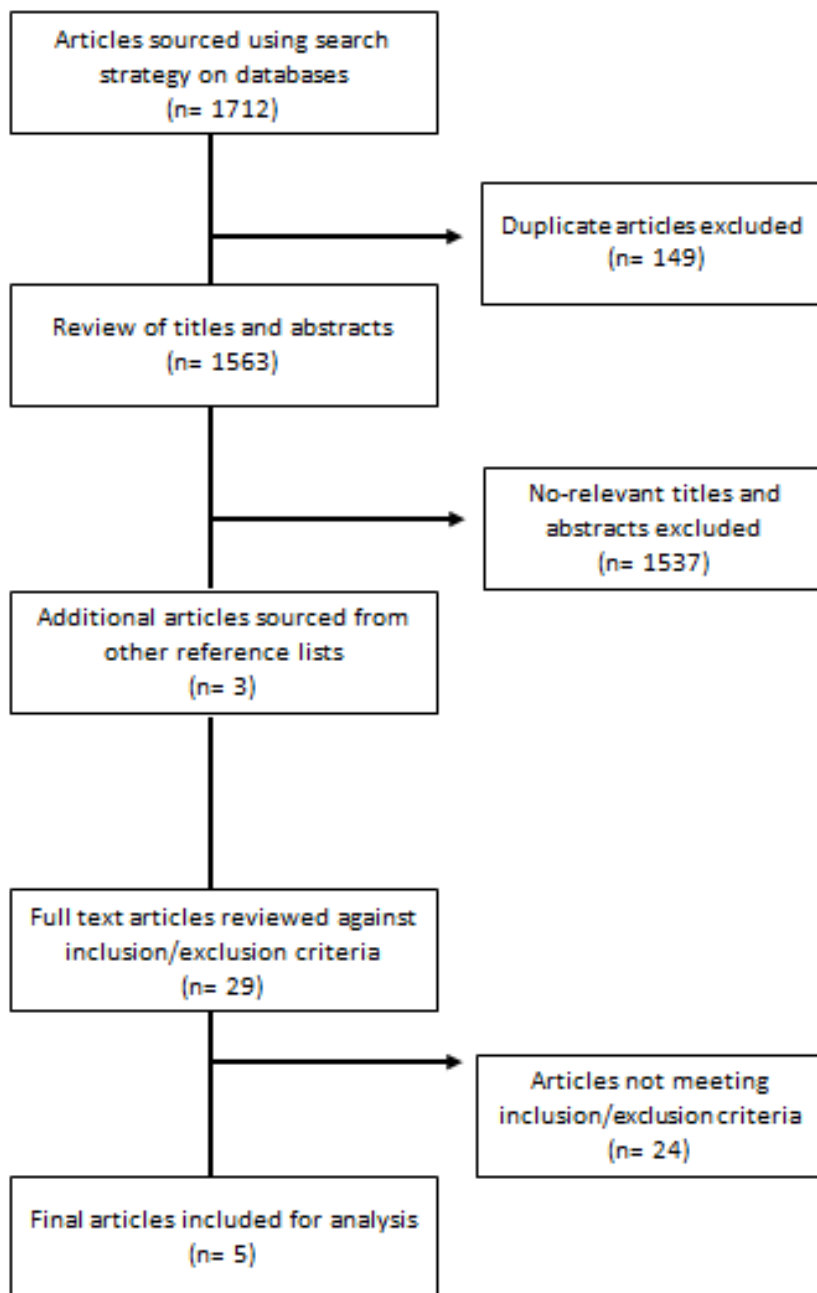 Articles sourced using search
strategy on databases
(n= 1712)
Duplicate articles excluded
(n= 149)
Review of titles and abstracts
(n= 1563)
No-relevant titles and
abstracts excluded
(n= 1537)
Additional articles sourced from
other reference lists
(n= 3)
Full text articles reviewed against
inclusion/exclusion criteria
(n= 29)
Articles not meeting
inclusion/exclusion criteria
(n= 24)
Final articles included for analysis
(n= 5)